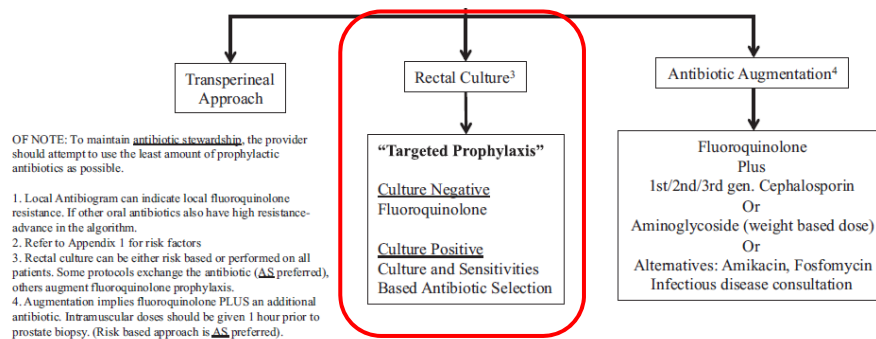 Transperineal
Approach
Rectal Culture3
Antibiotic Augmentation4
OF NOTE: To maintain antibiotic stewardship, the provider
should attempt to use the least amount of prophylactic
antibiotics as possible.
1. Local Antibiogram can indicate local fluoroquinolone
resistance. If other oral antibiotics also have high resistance-
advance in the algorithm.
2. Refer to Appendix 1 for risk factors
3. Rectal culture can be either risk based or performed on all
patients. Some protocols exchange the antibiotic (AS preferred),
others augment fluoroquinolone prophylaxis.
4. Augmentation implies fluoroquinolone PLUS an additional
antibiotic. Intramuscular doses should be given 1 hour prior to
prostate biopsy. (Risk based approach is AS preferred).
“Targeted Prophylaxis”
Culture Negative
Fluoroquinolone
Culture Positive
Culture and Sensitivities
Based Antibiotic Selection
Fluoroquinolone
Plus
1st/2nd/3rd gen. Cephalosporin
Or
Aminoglycoside (weight based dose)
Or
Alternatives: Amikacin, Fosfomycin
Infectious disease consultation